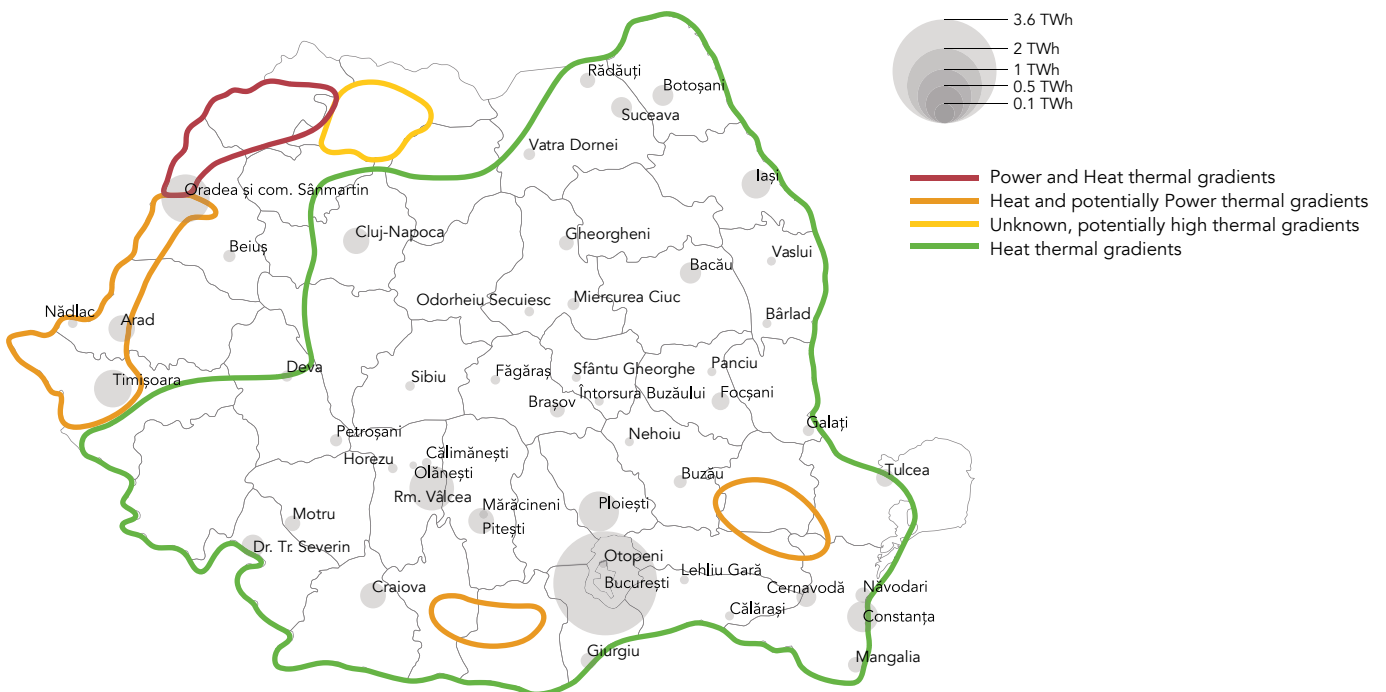 3.6 TWh
2 TWh
1 TWh
0.5 TWh
0.1 TWh
Power and Heat thermal gradients
Heat and potentially Power thermal gradients
Unknown, potentially high thermal gradients
Heat thermal gradients
Rădăuți
Botoșani
Suceava
Vatra Dornei
Iași
Oradea și com. Sânmartin
Cluj-Napoca
Gheorgheni
Beiuș
Vaslui
Bacău
Odorheiu Secuiesc
Miercurea Ciuc
Nădlac
Arad
Bârlad
Deva
Timișoara
Sibiu
Făgăraș
Sfântu Gheorghe
Panciu
Brașov
Întorsura Buzăului
Focșani
Galați
Petroșani
Nehoiu
Horezu
Călimănești
Olănești
Buzău
Tulcea
Rm. Vâlcea
Mărăcineni
Ploiești
Motru
Pitești
Dr. Tr. Severin
Otopeni
Lehliu Gară
București
Craiova
Cernavodă
Năvodari
Călărași
Constanța
Giurgiu
Mangalia